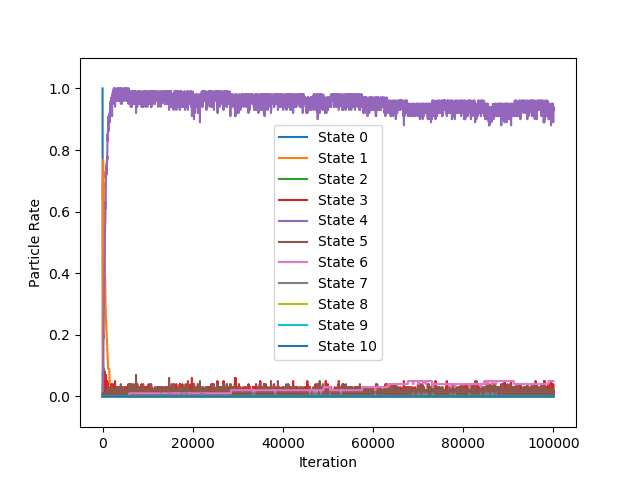 1.0
0.8
0.6
0.4
0.2
0.0
Particle Rate
State 0
State 1
State 2
State 3
State 4
State 5
State 6
State 7
State 8
State 9
State 10
0 20000 40000 60000 80000 100000
Iteration